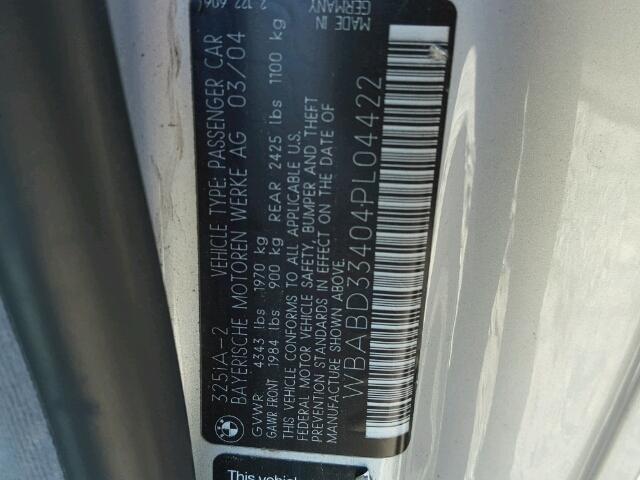 325iA-2 VEHICLE TYPE: PASSENGER CAR
BAYERISCHE MOTOREN WERKE AG 03/04
GVWR 4343 lbs 1970 kg
GAWR FRONT 1984 lbs 900 kg REAR 2425 lbs 1100 kg
THIS VEHICLE CONFORMS TO ALL APPLICABLE U.S.
FEDERAL MOTOR VEHICLE SAFETY, BUMPER AND THEFT
PREVENTION STANDARDS IN EFFECT ON THE DATE OF
MANUFACTURE SHOWN ABOVE.
WBABD33404PL04422
MADE IN
GERMANY
BMW
This vehicle